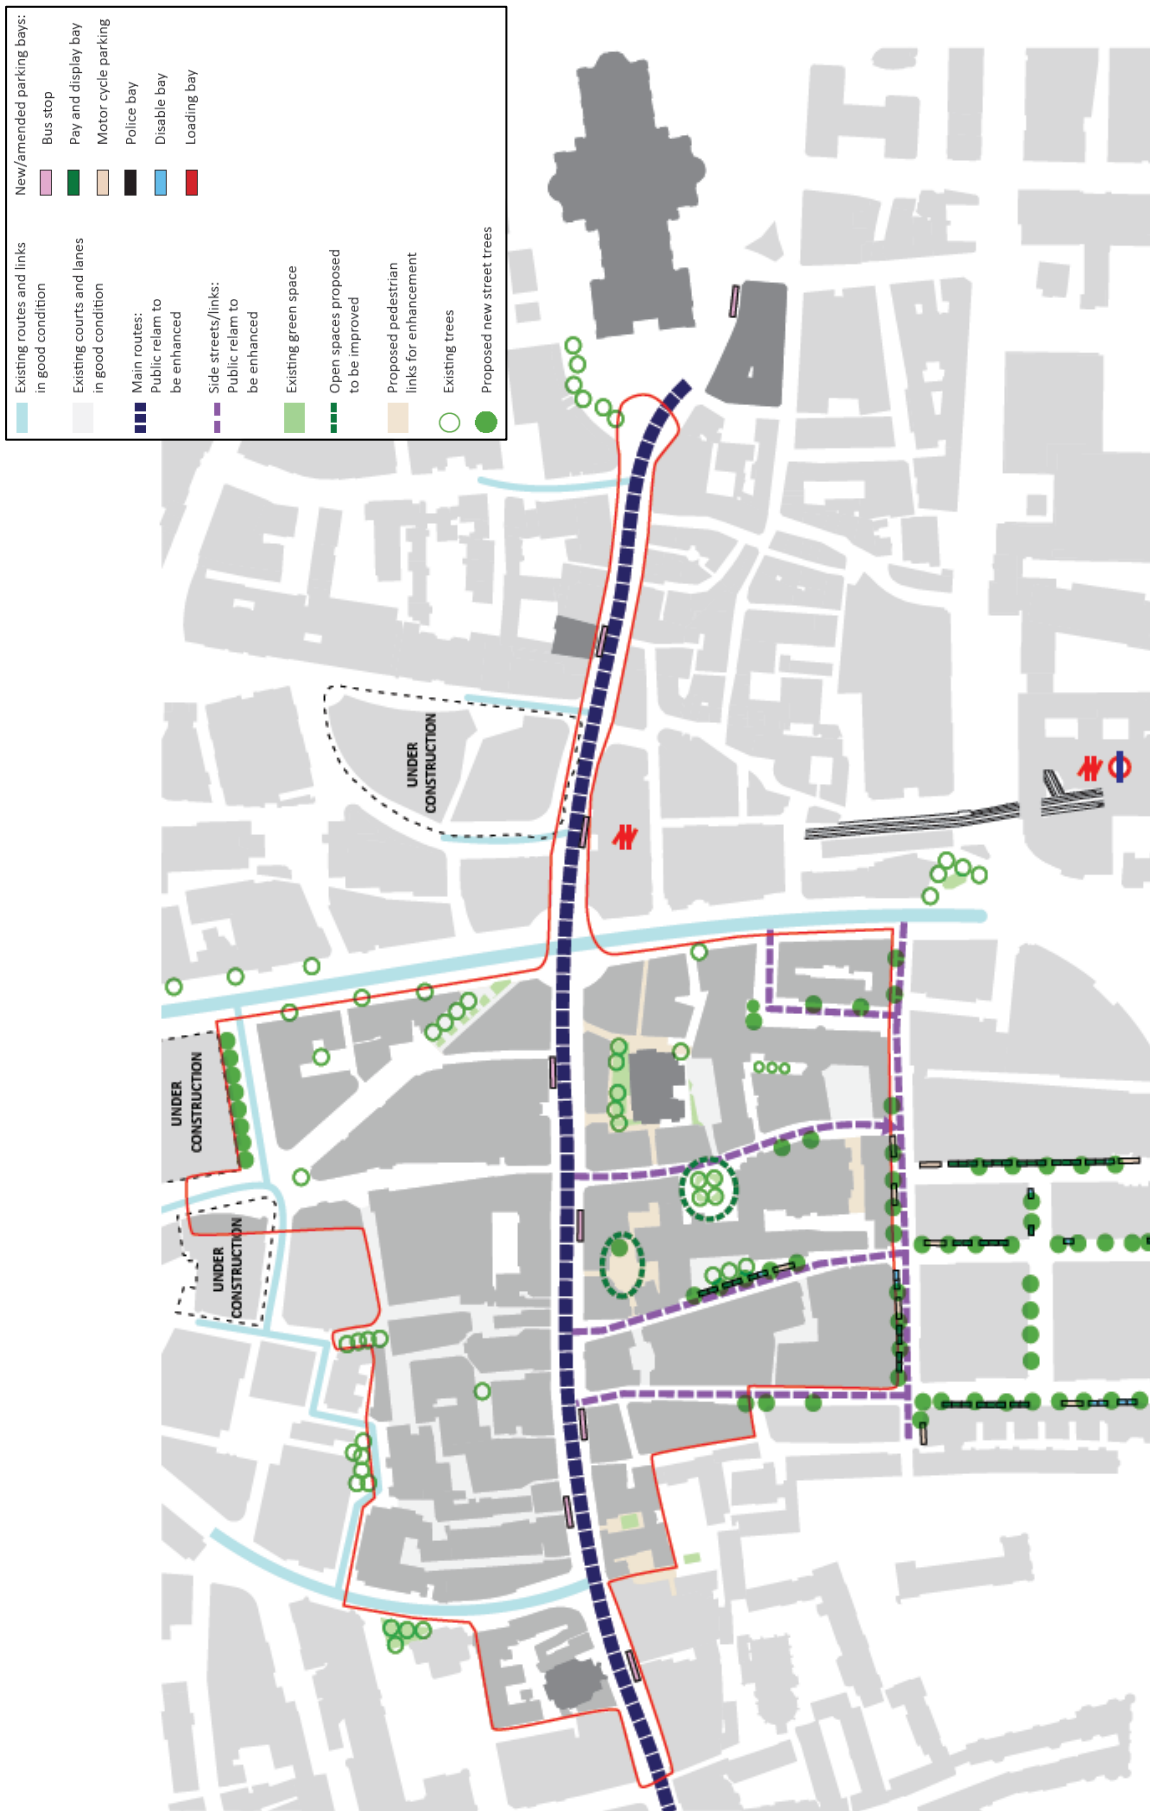 Existing routes and links
in good condition
Existing courts and lanes
in good condition
Main routes:
Public relam to
be enhanced
Side streets/links:
Public relam to
be enhanced
Existing green space
Open spaces proposed
to be improved
Proposed pedestrian
links for enhancement
Existing trees
Proposed new street trees
New/amended parking bays:
Bus stop
Pay and display bay
Motor cycle parking
Police bay
Disable bay
Loading bay
UNDER
CONSTRUCTION
UNDER
CONSTRUCTION
UNDER
CONSTRUCTION